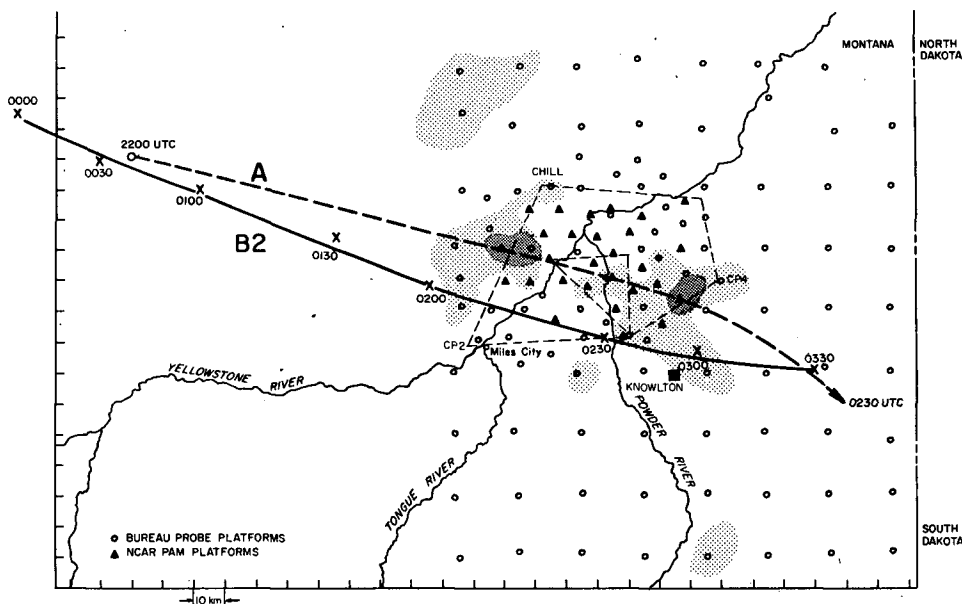 MONTANA
NORTH DAKOTA
0000
2200 UTC
0030
A
CHILL
0100
B2
0130
0200
CP4
CP2
Miles City
0230
0300
0330
KNOWLTON
0230 UTC
YELLOWSTONE RIVER
TONGUE RIVER
POWDER RIVER
BUREAU PROBE PLATFORMS
NCAR PAM PLATFORMS
SOUTH DAKOTA
10 km